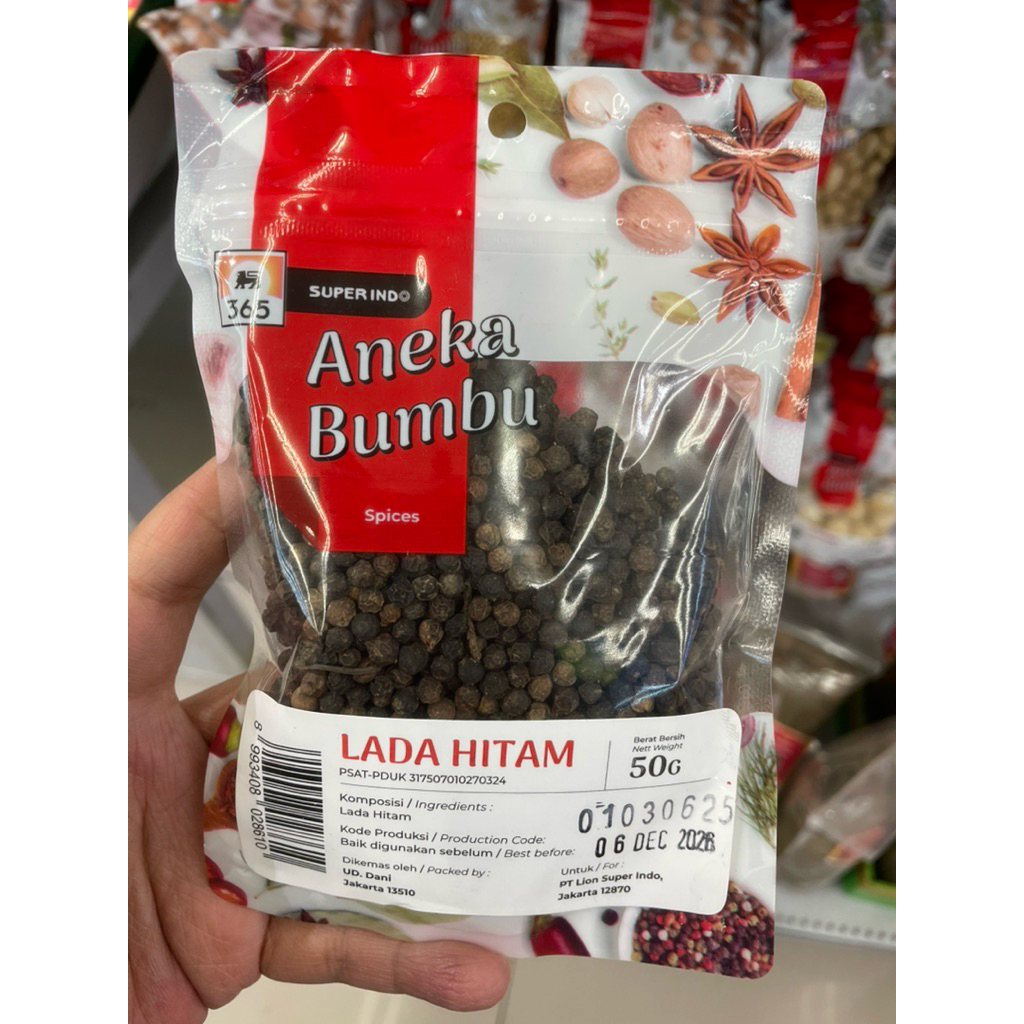 365
SUPER INDO
Aneka
Bumbu
Spices
LADA HITAM
PSAT-PDUK 317507010270324
Berat Bersih
Nett Weight
50G
Komposisi / Ingredients :
Lada Hitam
Kode Produksi / Production Code:
01030625
Baik digunakan sebelum / Best before:
06 DEC 2026
Dikemas oleh / Packed by :
UD. Dani
Jakarta 13510
Untuk / For :
PT Lion Super Indo,
Jakarta 12870
8 993408 028610